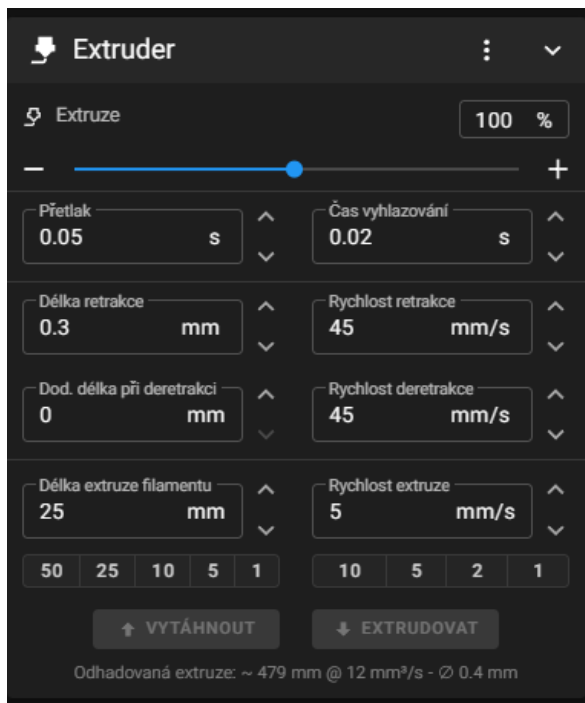 Extruder
Extruze 100 %
Přetlak Čas vyhlazování
0.05 s 0.02 s
Délka retrakce Rychlost retrakce
0.3 mm 45 mm/s
Dod. délka při deretrakci Rychlost deretrakce
0 mm 45 mm/s
Délka extruze filamentu Rychlost extruze
25 mm 5 mm/s
50 25 10 5 1 10 5 2 1
VYTÁHNOUT EXTRUDOVAT
Odhadovaná extruze: ~ 479 mm @ 12 mm³/s - ∅ 0.4 mm